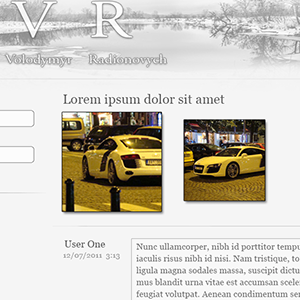 V R
Volodymyr Radionovych
Lorem ipsum dolor sit amet
User One
12/07/2011 3:13
Nunc ullamcorper, nibh id porttitor tempu
iaculis risus nibh id nisi. Nam tristique, to
ligula magna sodales massa, suscipit dictu
mus blandit urna vitae est accumsan scele
feugiat volutpat. Aenean condimentum se